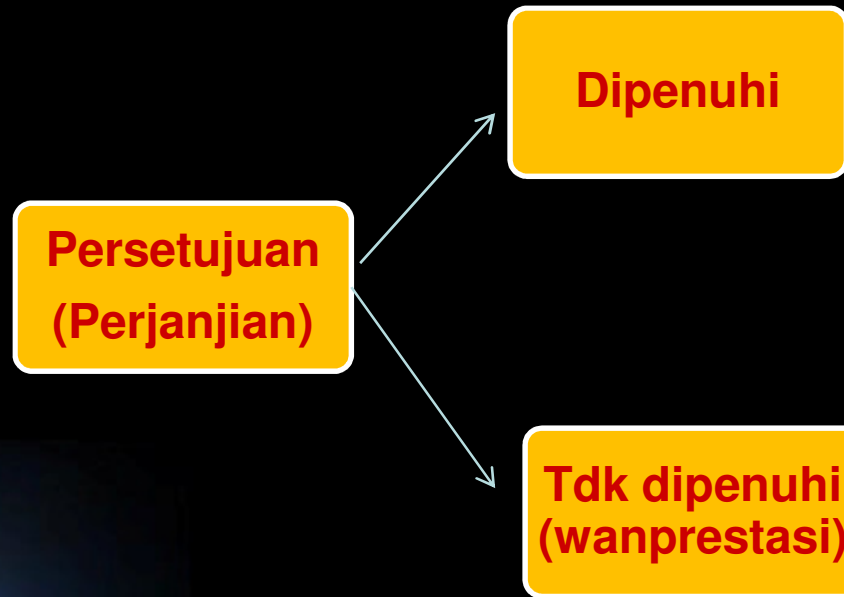 Dipenuhi
Persetujuan
(Perjanjian)
Tdk dipenuhi
(wanprestasi)